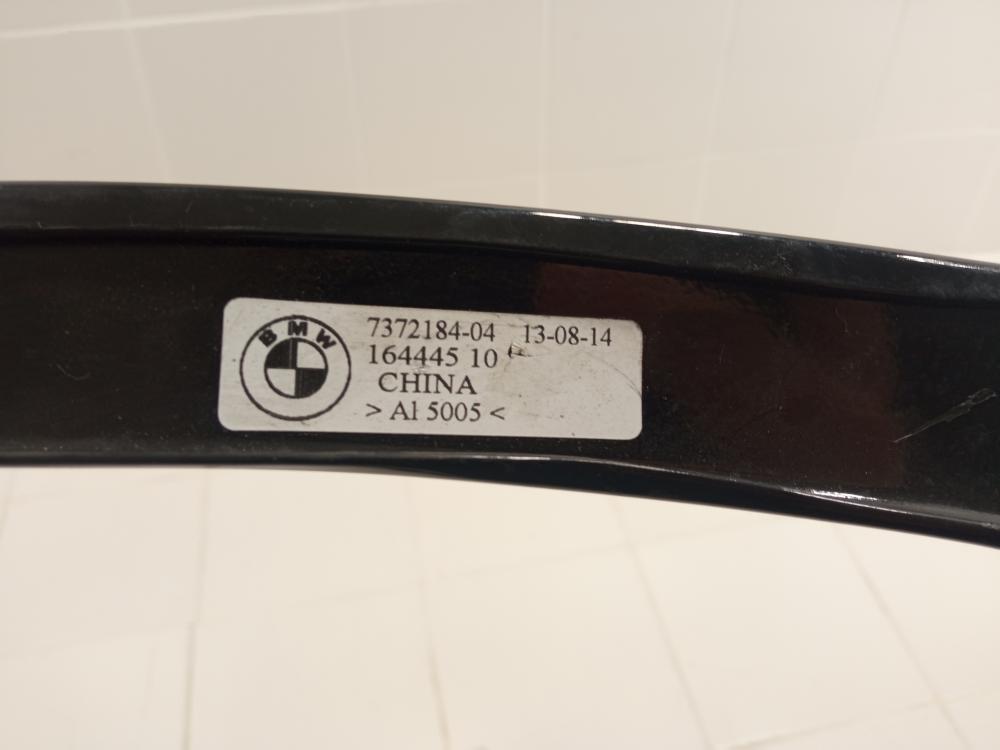 BMW
7372184-04 13-08-14
164445 10
CHINA
> Al 5005 <